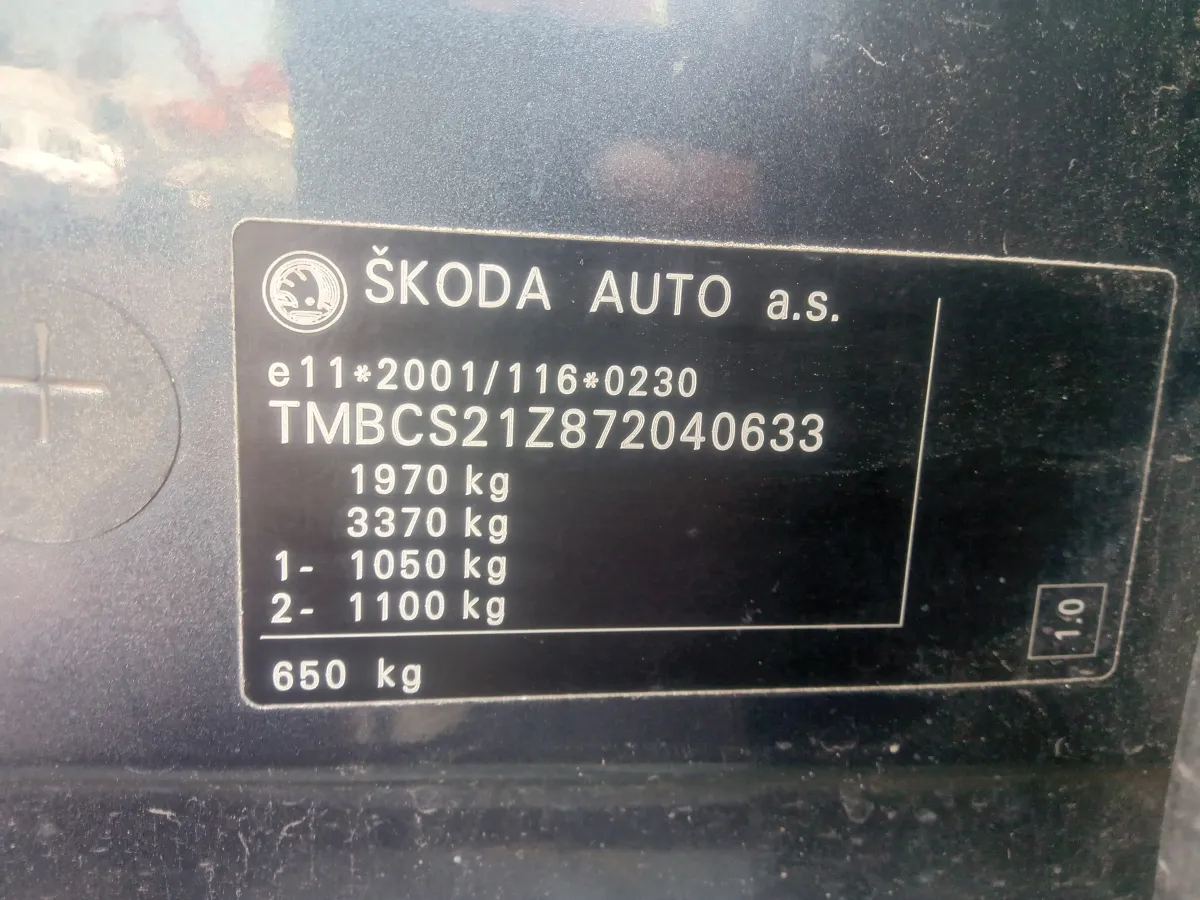 ŠKODA AUTO a.s.
e11*2001/116*0230
TMBCS21Z872040633
1970 kg
3370 kg
1- 1050 kg
2- 1100 kg
650 kg
1.0